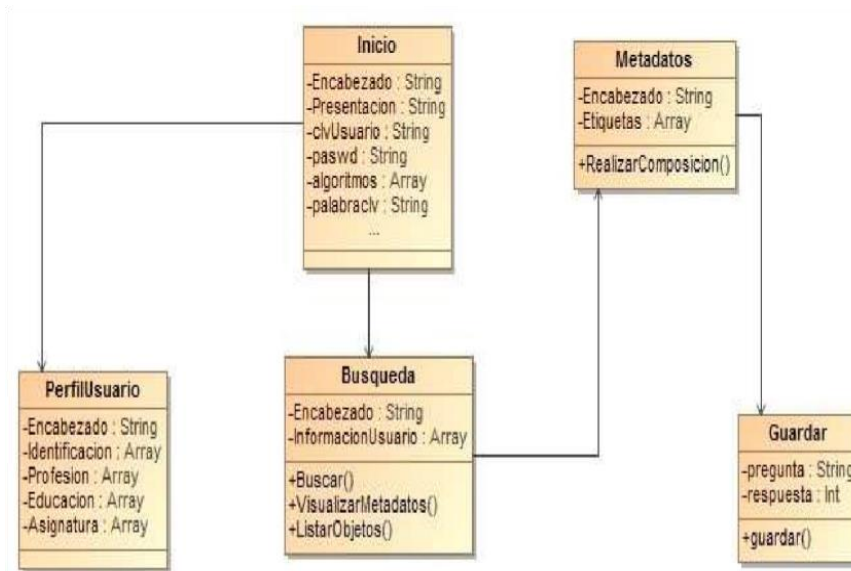 Inicio
-Encabezado : String
-Presentacion : String
-clvUsuario : String
-paswd : String
-algoritmos : Array
-palabraclv : String
...
Metadatos
-Encabezado : String
-Etiquetas : Array
+RealizarComposicion()
PerfilUsuario
-Encabezado : String
-Identificacion : Array
-Profesion : Array
-Educacion : Array
-Asignatura : Array
Busqueda
-Encabezado : String
-InformacionUsuario : Array
+Buscar()
+VisualizarMetadatos()
+ListarObjetos()
Guardar
-pregunta : String
-respuesta : Int
+guardar()